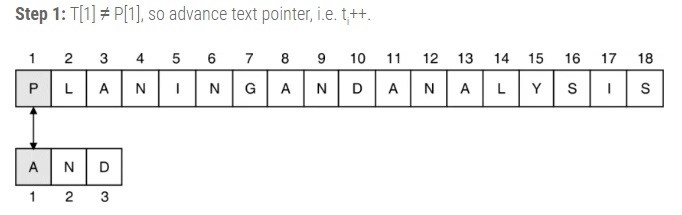 Step 1: T[1] ≠ P[1], so advance text pointer, i.e. tᵢ++.
1 2 3 4 5 6 7 8 9 10 11 12 13 14 15 16 17 18
P L A N I N G A N D A N A L Y S I S
A N D
1 2 3